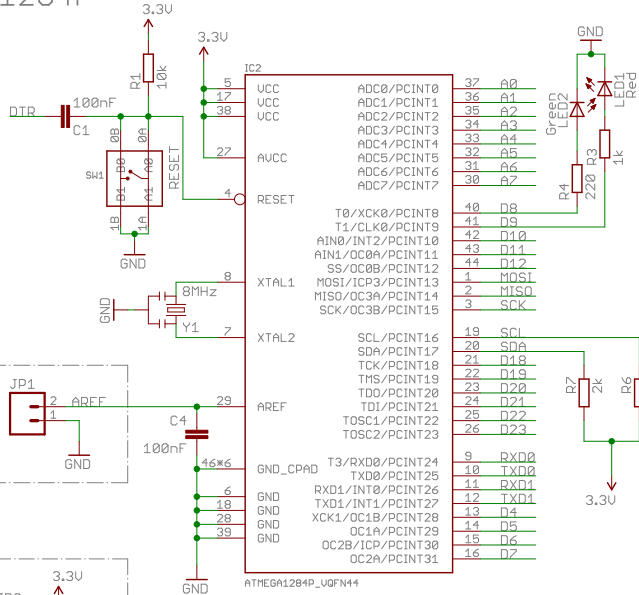 3.3V
3.3V
GND
R1
10k
DTR
100nF
C1
0B
0A
B0
A0
SW1
B1
A1
RESET
1B
1A
GND
IC2
5 VCC
17 VCC
38 VCC
27 AVCC
4 RESET
8 XTAL1
7 XTAL2
29 AREF
46*6 GND_CPAD
6 GND
18 GND
28 GND
39 GND
ADC0/PCINT0 37 A0
ADC1/PCINT1 36 A1
ADC2/PCINT2 35 A2
ADC3/PCINT3 34 A3
ADC4/PCINT4 33 A4
ADC5/PCINT5 32 A5
ADC6/PCINT6 31 A6
ADC7/PCINT7 30 A7
T0/XCK0/PCINT8 40 D8
T1/CLK0/PCINT9 41 D9
AIN0/INT2/PCINT10 42 D10
AIN1/OC0A/PCINT11 43 D11
SS/OC0B/PCINT12 44 D12
MOSI/ICP3/PCINT13 1 MOSI
MISO/OC3A/PCINT14 2 MISO
SCK/OC3B/PCINT15 3 SCK
SCL/PCINT16 19 SCL
SDA/PCINT17 20 SDA
TCK/PCINT18 21 D18
TMS/PCINT19 22 D19
TDO/PCINT20 23 D20
TDI/PCINT21 24 D21
TOSC1/PCINT22 25 D22
TOSC2/PCINT23 26 D23
T3/RXD0/PCINT24 9 RXD0
TXD0/PCINT25 10 TXD0
RXD1/INT0/PCINT26 11 RXD1
TXD1/INT1/PCINT27 12 TXD1
XCK1/OC1B/PCINT28 13 D4
OC1A/PCINT29 14 D5
OC2B/ICP/PCINT30 15 D6
OC2A/PCINT31 16 D7
ATMEGA1284P_VQFN44
Green
LED2
LED1
Red
R3
1k
R4
220
GND
8MHz
Y1
JP1
2
1
AREF
GND
C4
100nF
GND
R7
2k
R6
3.3V
3.3V